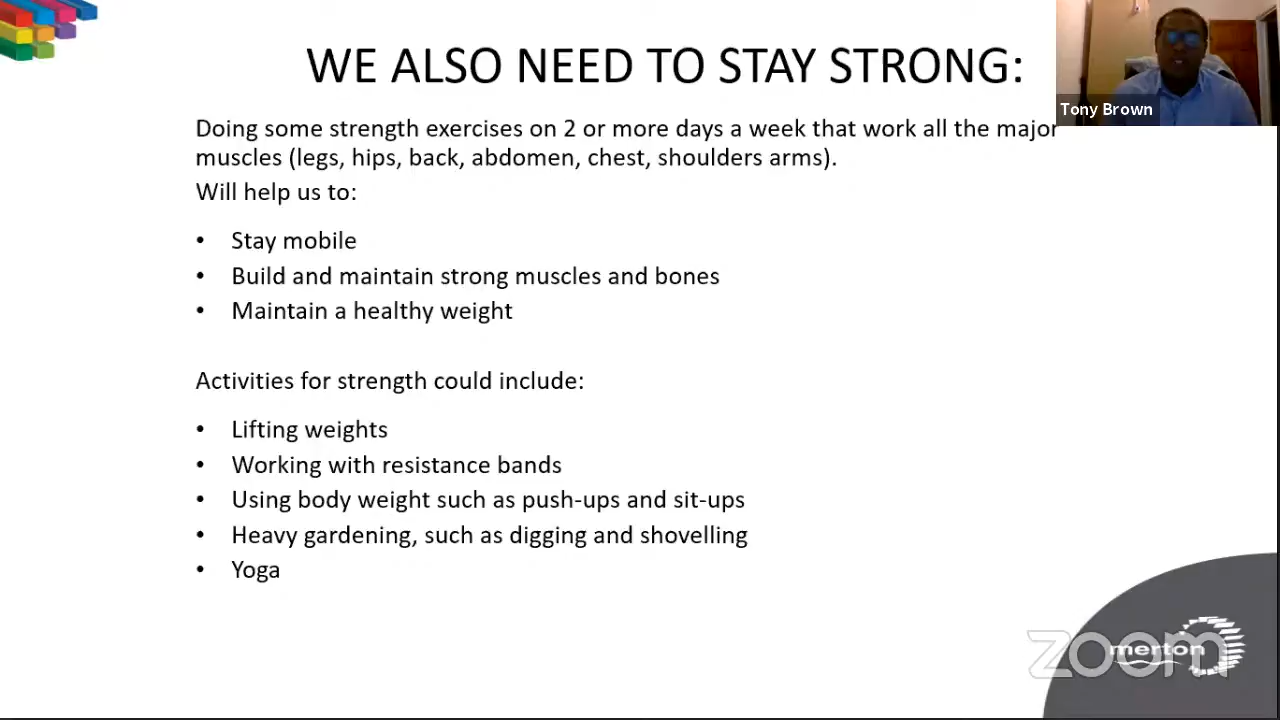 WE ALSO NEED TO STAY STRONG:
Tony Brown
Doing some strength exercises on 2 or more days a week that work all the major
muscles (legs, hips, back, abdomen, chest, shoulders arms).
Will help us to:
• Stay mobile
• Build and maintain strong muscles and bones
• Maintain a healthy weight
Activities for strength could include:
• Lifting weights
• Working with resistance bands
• Using body weight such as push-ups and sit-ups
• Heavy gardening, such as digging and shovelling
• Yoga
zoom
merton